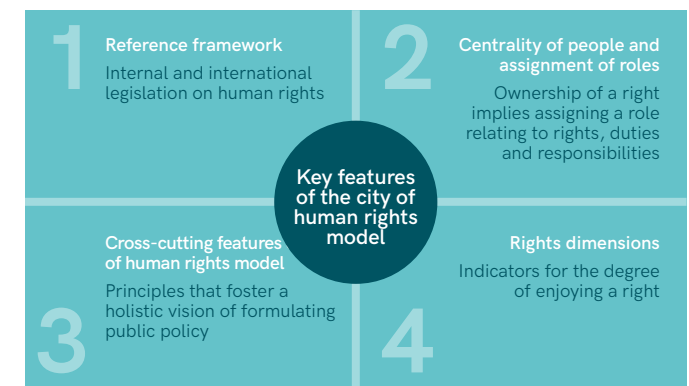 1
Reference framework
Internal and international
legislation on human rights
2
Centrality of people and
assignment of roles
Ownership of a right
implies assigning a role
relating to rights, duties
and responsibilities
Key features
of the city of
human rights
model
3
Cross-cutting features
of human rights model
Principles that foster a
holistic vision of formulating
public policy
4
Rights dimensions
Indicators for the degree
of enjoying a right